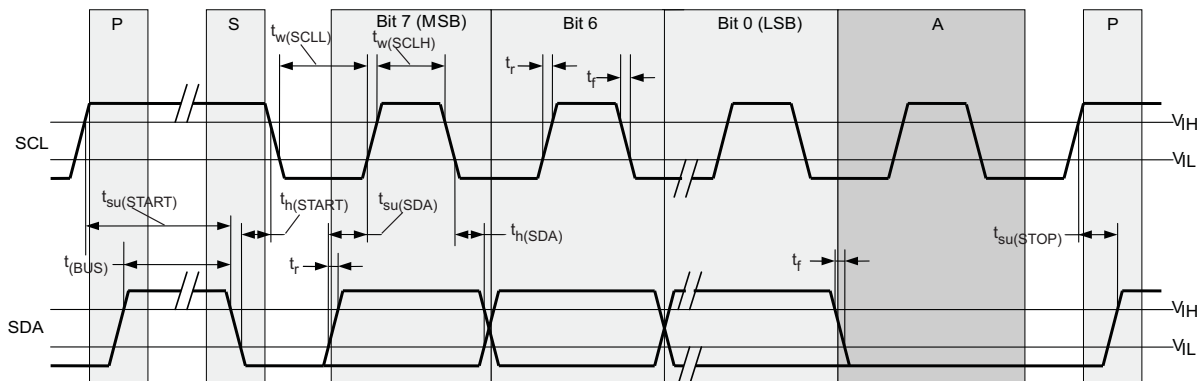 P S Bit 7 (MSB) Bit 6 Bit 0 (LSB) A P
tw(SCLL) tw(SCLH) tr tf
SCL VIH
VIL
tsu(START) th(START) tsu(SDA) th(SDA) tsu(STOP)
t(BUS) tr tf
SDA VIH
VIL